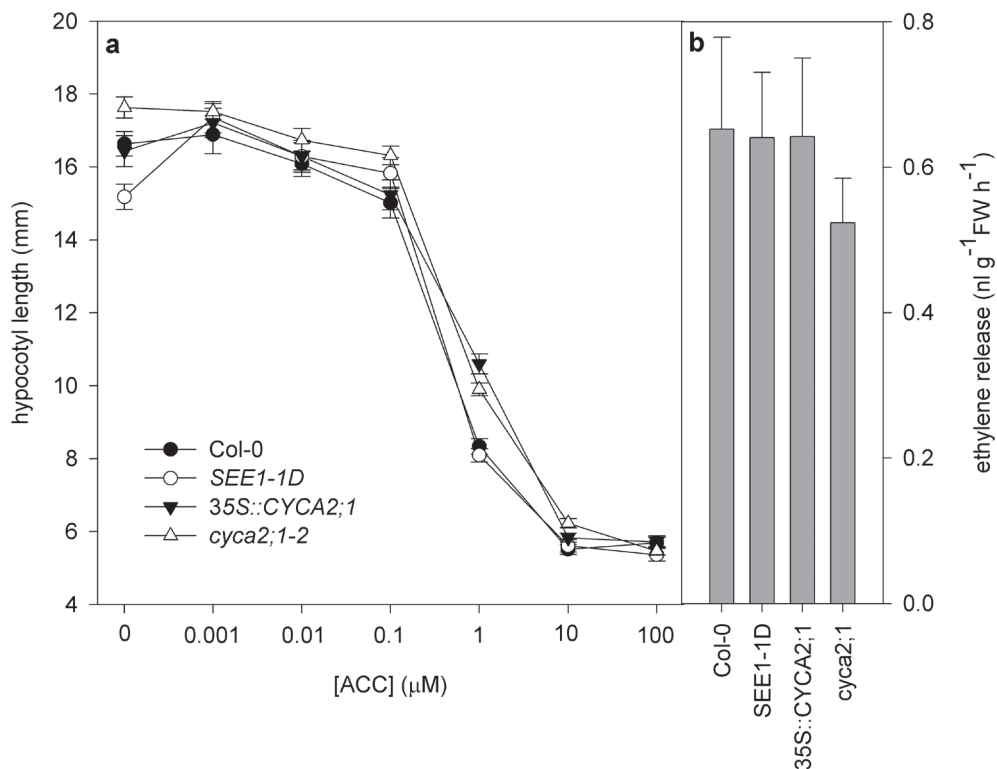 a
20
18
16
14
12
10
8
6
4
hypocotyl length (mm)
Col-0
SEE1-1D
35S::CYCA2;1
cyca2;1-2
0 0.001 0.01 0.1 1 10 100
[ACC] (μM)
b
0.8
0.6
0.4
0.2
0.0
ethylene release (nl g⁻¹FW h⁻¹)
Col-0
SEE1-1D
35S::CYCA2;1
cyca2;1